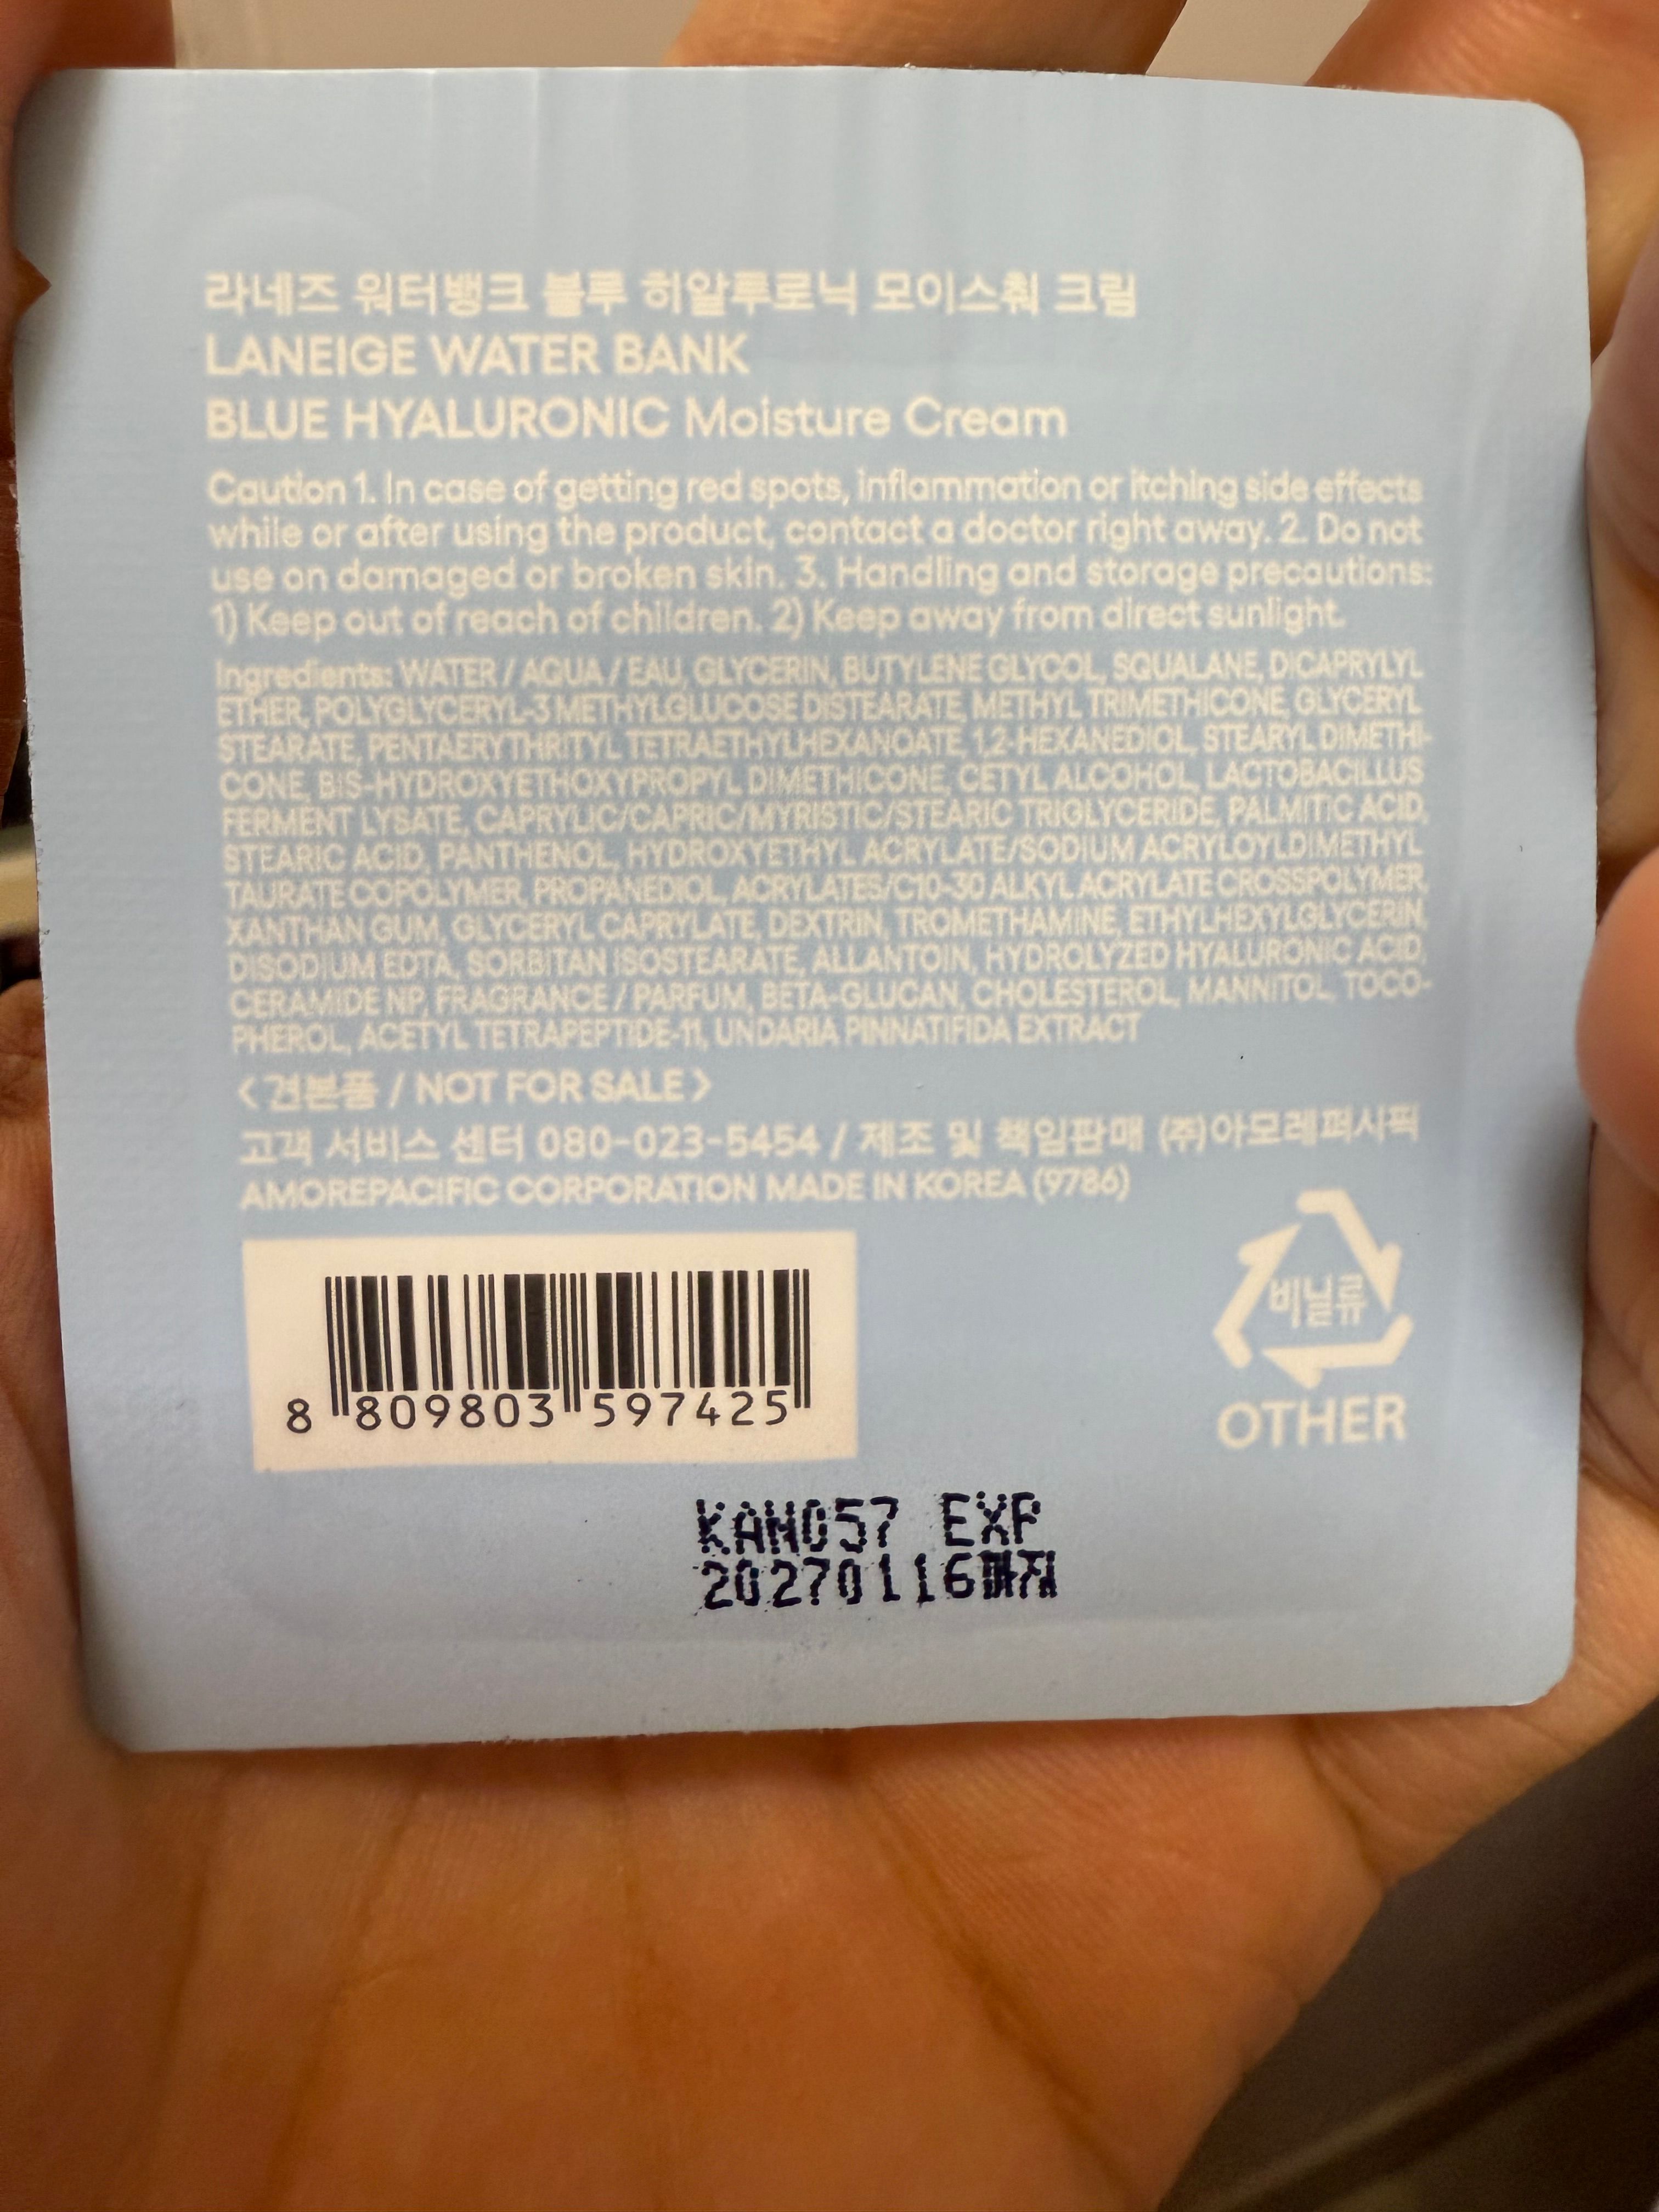 라네즈 워터뱅크 블루 히알루로닉 모이스춰 크림
LANEIGE WATER BANK
BLUE HYALURONIC Moisture Cream
Caution 1. In case of getting red spots, inflammation or itching side effects
while or after using the product, contact a doctor right away. 2. Do not
use on damaged or broken skin. 3. Handling and storage precautions:
1) Keep out of reach of children. 2) Keep away from direct sunlight.
Ingredients: WATER / AQUA / EAU, GLYCERIN, BUTYLENE GLYCOL, SQUALANE, DICAPRYLYL
ETHER, POLYGLYCERYL-3 METHYLGLUCOSE DISTEARATE, METHYL TRIMETHICONE, GLYCERYL
STEARATE, PENTAERYTHRITYL TETRAETHYLHEXANOATE, 1,2-HEXANEDIOL, STEARYL DIMETHI-
CONE, BIS-HYDROXYETHOXYPROPYL DIMETHICONE, CETYL ALCOHOL, LACTOBACILLUS
FERMENT LYSATE, CAPRYLIC/CAPRIC/MYRISTIC/STEARIC TRIGLYCERIDE, PALMITIC ACID,
STEARIC ACID, PANTHENOL, HYDROXYETHYL ACRYLATE/SODIUM ACRYLOYLDIMETHYL
TAURATE COPOLYMER, PROPANEDIOL, ACRYLATES/C10-30 ALKYL ACRYLATE CROSSPOLYMER,
XANTHAN GUM, GLYCERYL CAPRYLATE, DEXTRIN, TROMETHAMINE, ETHYLHEXYLGLYCERIN,
DISODIUM EDTA, SORBITAN ISOSTEARATE, ALLANTOIN, HYDROLYZED HYALURONIC ACID,
CERAMIDE NP, FRAGRANCE / PARFUM, BETA-GLUCAN, CHOLESTEROL, MANNITOL, TOCO-
PHEROL, ACETYL TETRAPEPTIDE-11, UNDARIA PINNATIFIDA EXTRACT
<견본품 / NOT FOR SALE>
고객 서비스 센터 080-023-5454 / 제조 및 책임판매 (주)아모레퍼시픽
AMOREPACIFIC CORPORATION MADE IN KOREA (9786)
비닐류
OTHER
8 809803 597425
KAN057 EXP
20270116까지